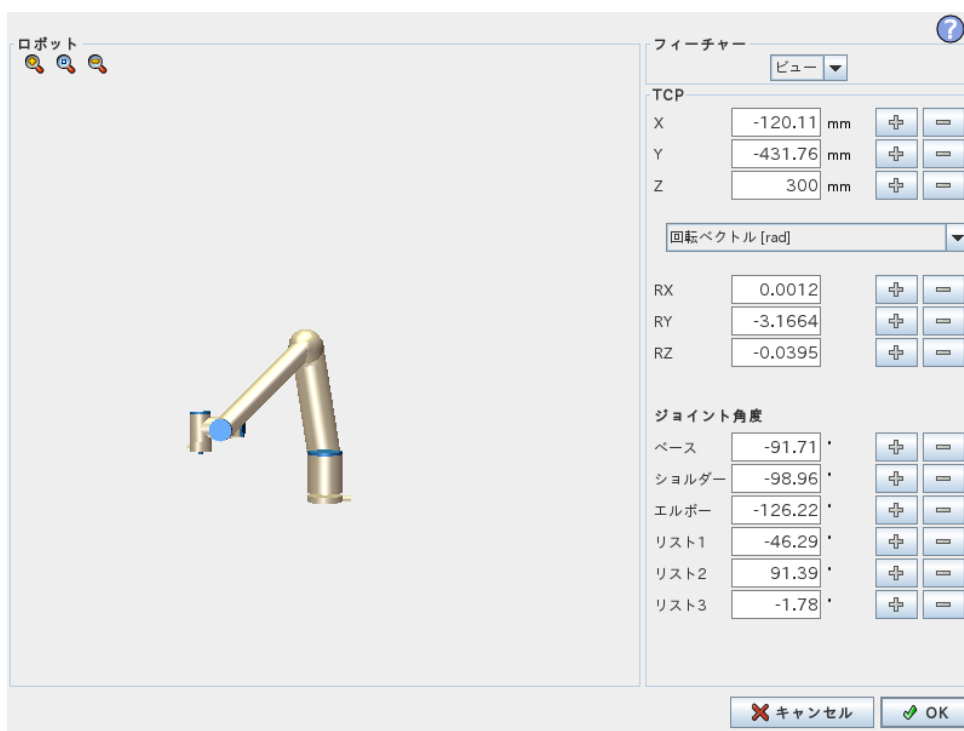 ロボット
フィーチャー
ビュー
TCP
X -120.11 mm
Y -431.76 mm
Z 300 mm
回転ベクトル [rad]
RX 0.0012
RY -3.1664
RZ -0.0395
ジョイント角度
ベース -91.71 °
ショルダー -98.96 °
エルボー -126.22 °
リスト1 -46.29 °
リスト2 91.39 °
リスト3 -1.78 °
キャンセル OK